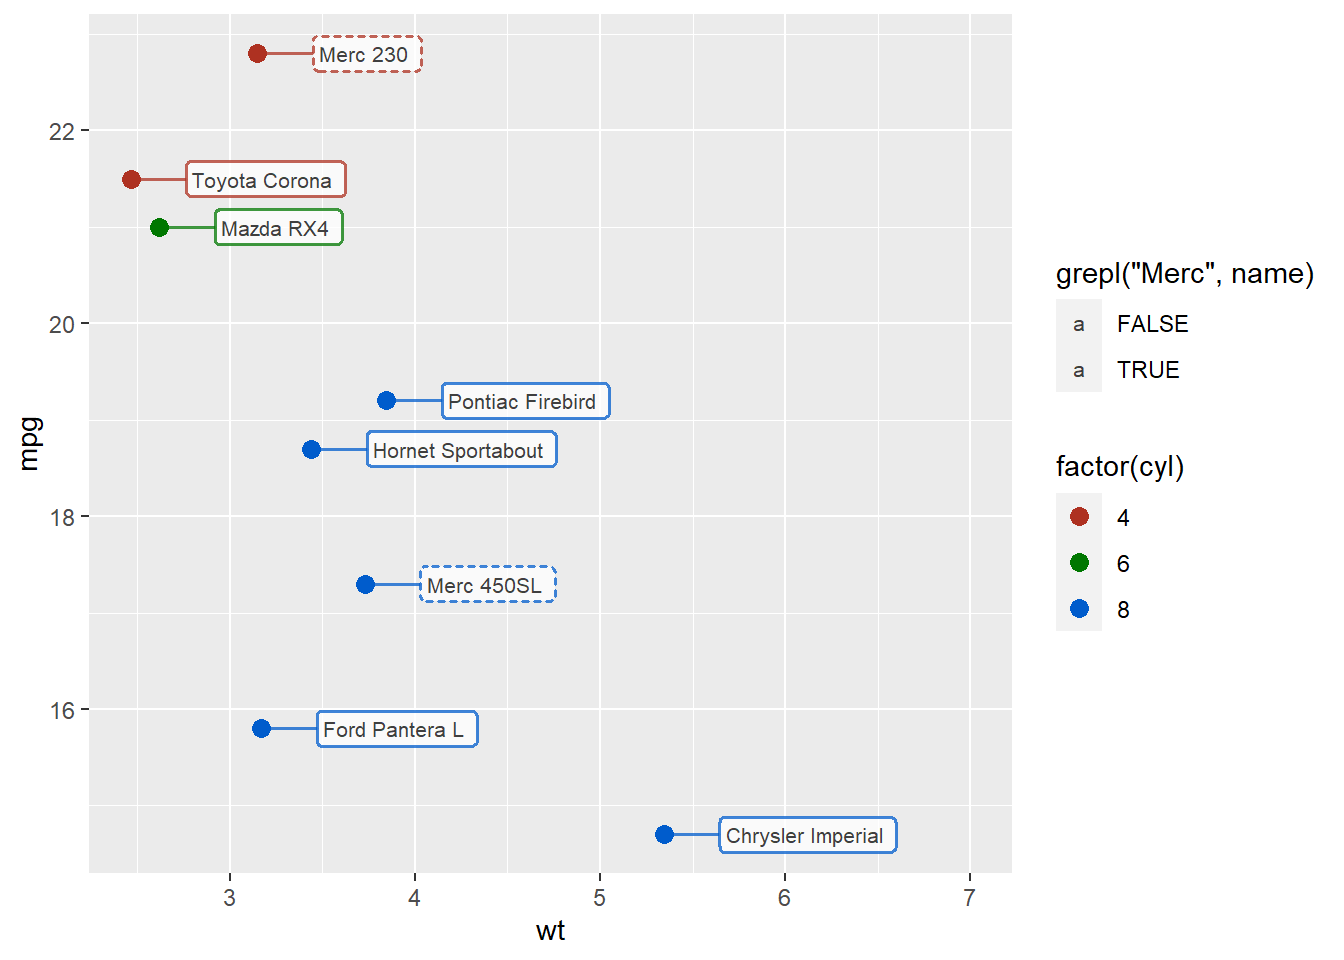 Merc 230
22
Toyota Corona
Mazda RX4
20
Pontiac Firebird
Hornet Sportabout
18
Merc 450SL
16
Ford Pantera L
Chrysler Imperial
mpg
3 4 5 6 7
wt
grepl("Merc", name)
a FALSE
a TRUE
factor(cyl)
4
6
8